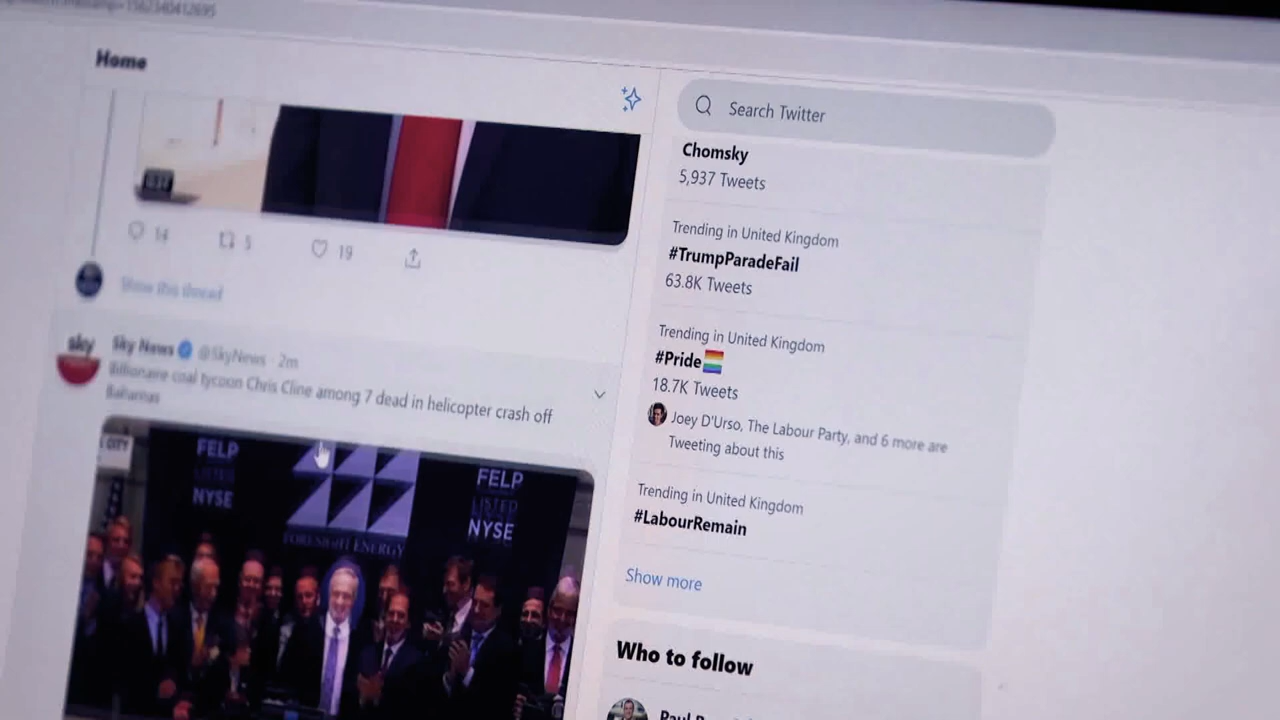 Home
14
5
19
Show this thread
sky
Sky News @SkyNews · 2m
Billionaire coal tycoon Chris Cline among 7 dead in helicopter crash off
Bahamas
CITY
FELP
LISTED
NYSE
FORESIGHT ENERGY
FELP
LISTED
NYSE
Search Twitter
Chomsky
5,937 Tweets
Trending in United Kingdom
#TrumpParadeFail
63.8K Tweets
Trending in United Kingdom
#Pride
18.7K Tweets
Joey D'Urso, The Labour Party, and 6 more are
Tweeting about this
Trending in United Kingdom
#LabourRemain
Show more
Who to follow
Paul